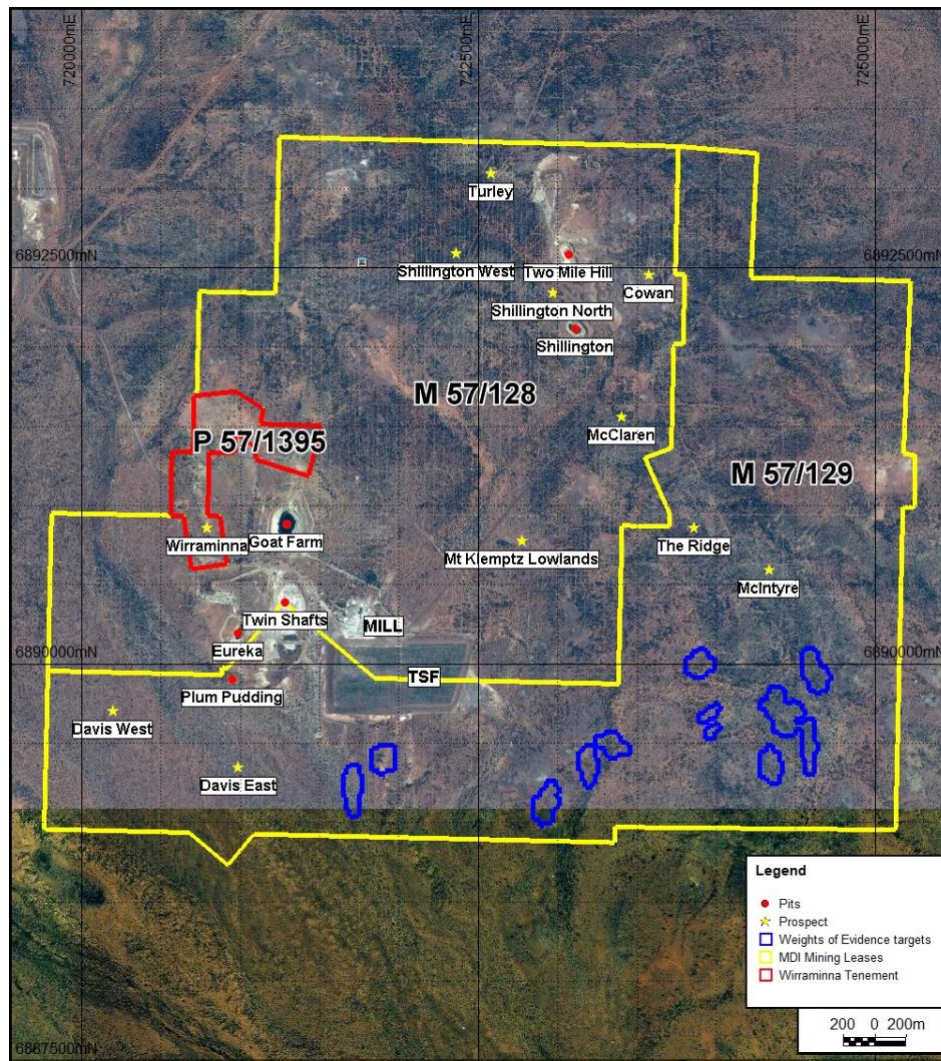 720000mE
722500mE
725000mE
Turley
6892500mN
Shillington West
Two Mile Hill
Cowan
Shillington North
Shillington
M 57/128
McClaren
P 57/1395
M 57/129
Wirraminna
Goat Farm
Mt Klemptz Lowlands
The Ridge
McIntyre
Twin Shafts
MILL
Eureka
6890000mN
TSF
Plum Pudding
Davis West
Davis East
Legend
Pits
Prospect
Weights of Evidence targets
MDI Mining Leases
Wirraminna Tenement
200 0 200m
6887500mN